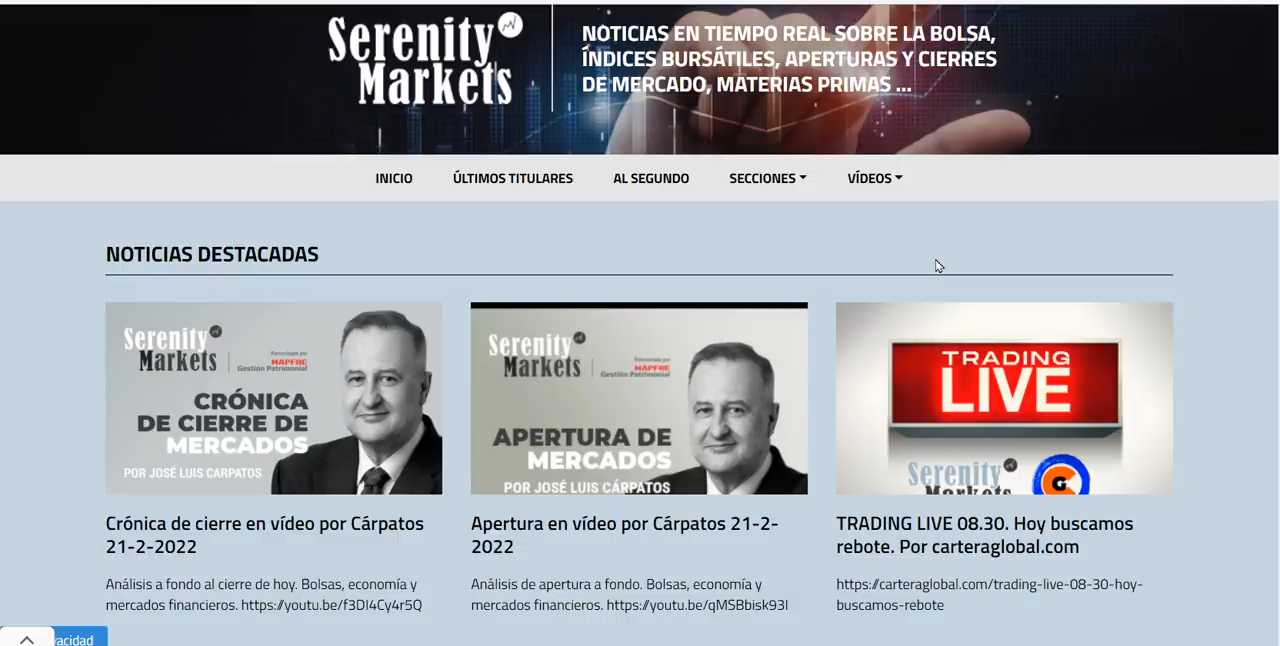 Serenity
Markets
NOTICIAS EN TIEMPO REAL SOBRE LA BOLSA,
ÍNDICES BURSÁTILES, APERTURAS Y CIERRES
DE MERCADO, MATERIAS PRIMAS ...
INICIO
ÚLTIMOS TITULARES
AL SEGUNDO
SECCIONES
VÍDEOS
NOTICIAS DESTACADAS
Serenity
Markets
Patrocinado por
MAPFRE
Gestión Patrimonial
CRÓNICA
DE CIERRE DE
MERCADOS
POR JOSÉ LUIS CARPATOS
Crónica de cierre en vídeo por Cárpatos
21-2-2022
Análisis a fondo al cierre de hoy. Bolsas, economía y
mercados financieros. https://youtu.be/f3DI4Cy4r5Q
Serenity
Markets
Patrocinado por
MAPFRE
Gestión Patrimonial
APERTURA DE
MERCADOS
POR JOSÉ LUIS CÁRPATOS
Apertura en vídeo por Cárpatos 21-2-
2022
Análisis de apertura a fondo. Bolsas, economía y
mercados financieros. https://youtu.be/qMSBbisk93I
TRADING
LIVE
Serenity
Markets
G
TRADING LIVE 08.30. Hoy buscamos
rebote. Por carteraglobal.com
https://carteraglobal.com/trading-live-08-30-hoy-
buscamos-rebote